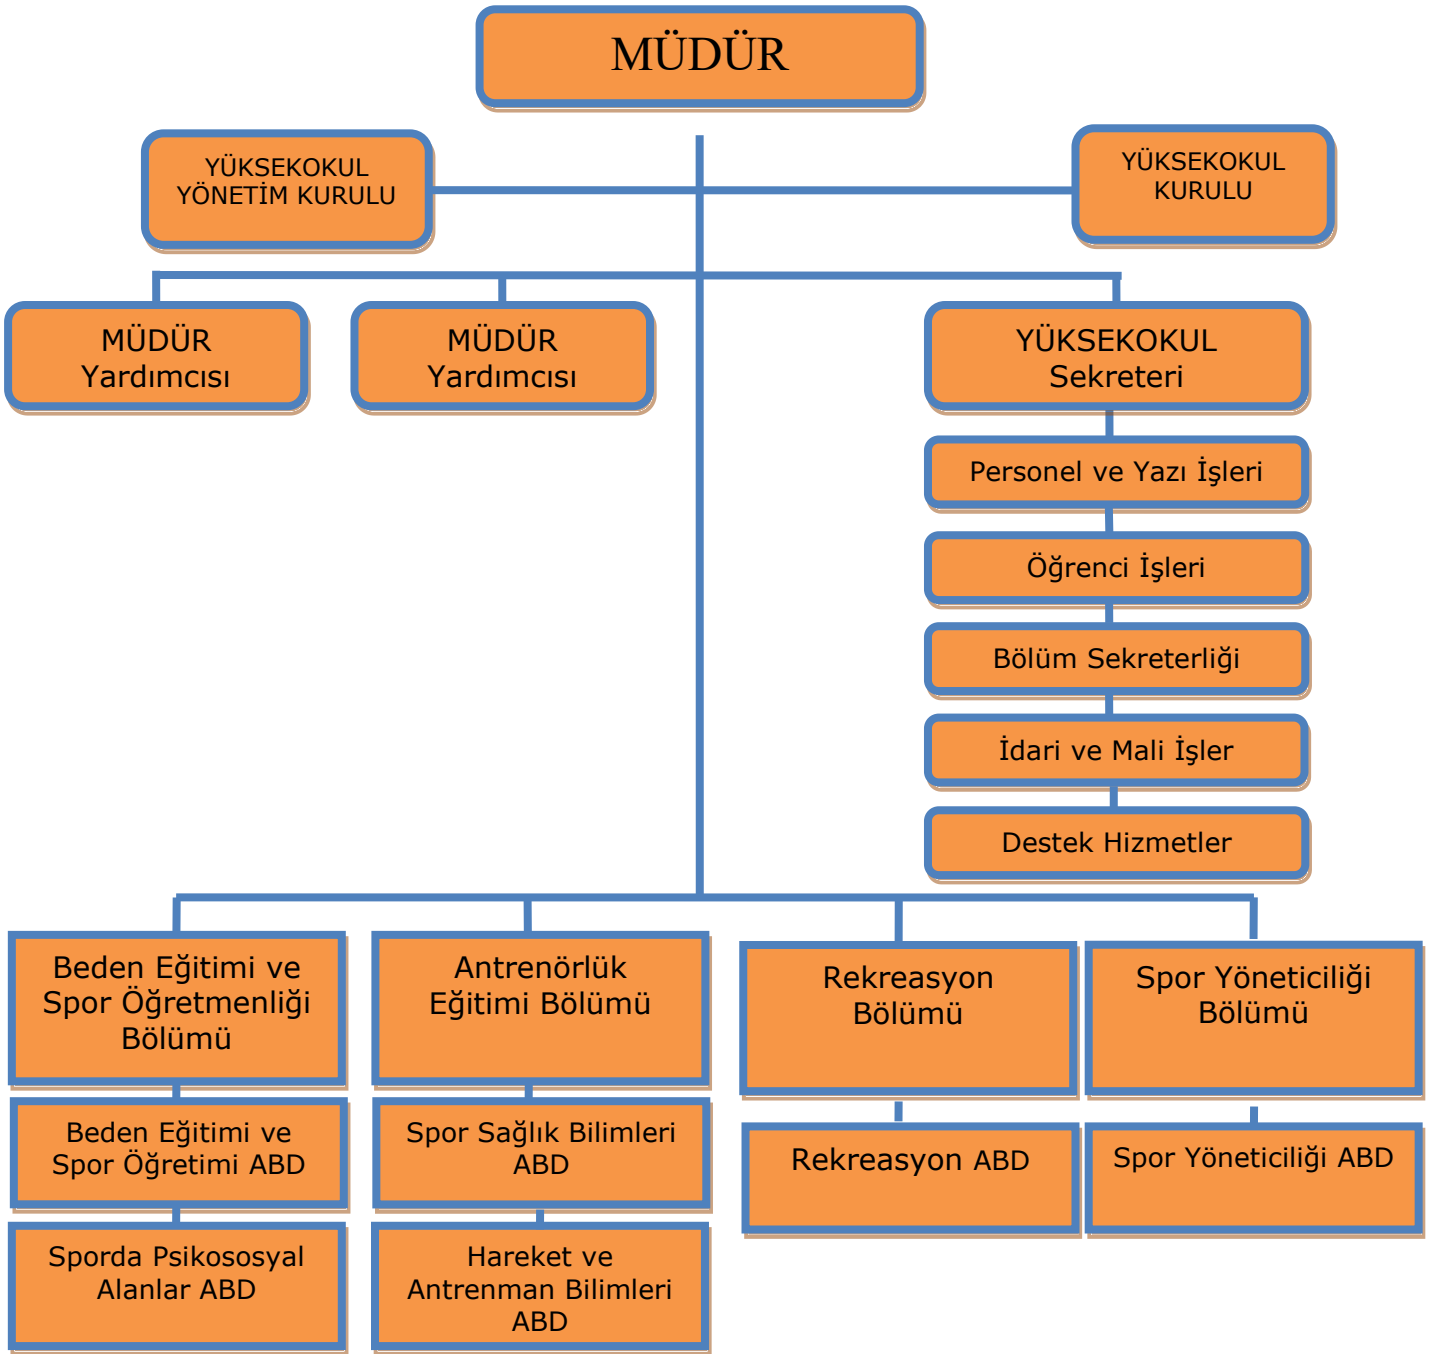 MÜDÜR
YÜKSEKOKUL
YÖNETİM KURULU
YÜKSEKOKUL
KURULU
MÜDÜR
Yardımcısı
MÜDÜR
Yardımcısı
YÜKSEKOKUL
Sekreteri
Personel ve Yazı İşleri
Öğrenci İşleri
Bölüm Sekreterliği
İdari ve Mali İşler
Destek Hizmetler
Beden Eğitimi ve
Spor Öğretmenliği
Bölümü
Antrenörlük
Eğitimi Bölümü
Rekreasyon
Bölümü
Spor Yöneticiliği
Bölümü
Beden Eğitimi ve
Spor Öğretimi ABD
Spor Sağlık Bilimleri
ABD
Rekreasyon ABD
Spor Yöneticiliği ABD
Sporda Psikososyal
Alanlar ABD
Hareket ve
Antrenman Bilimleri
ABD